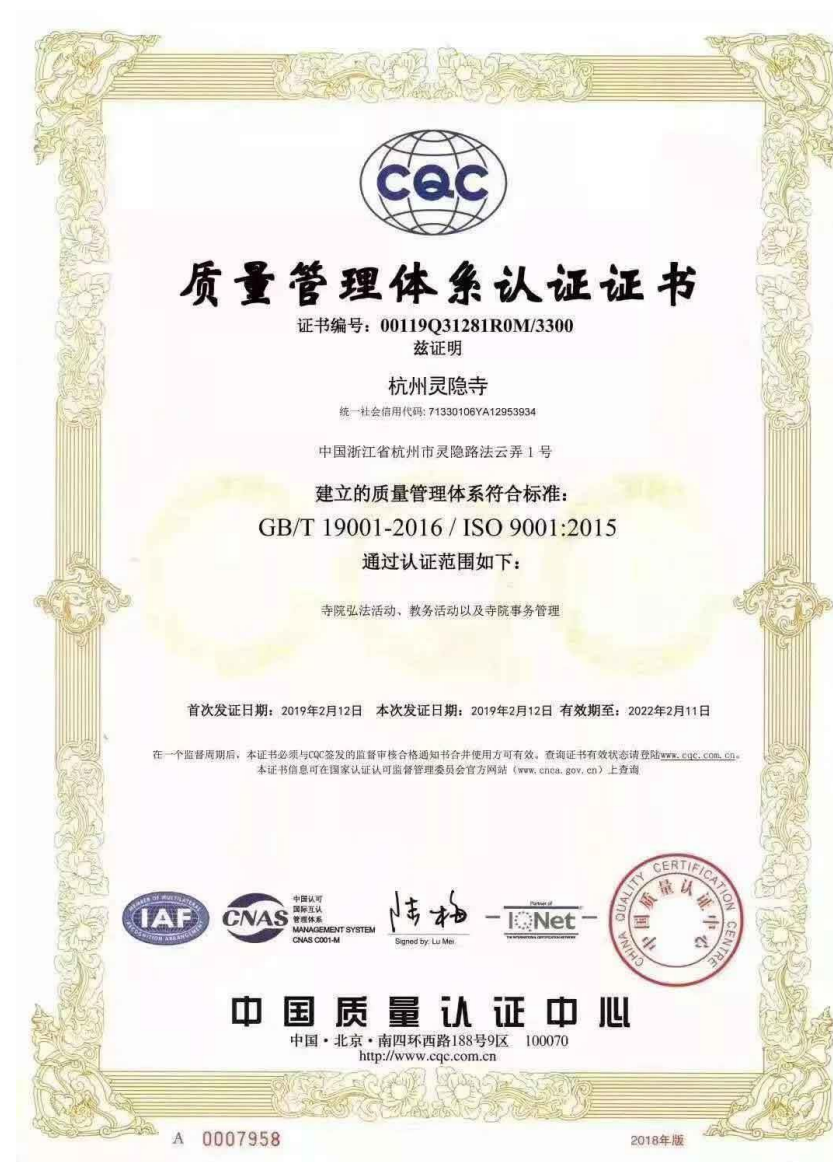 CQC
质量管理体系认证证书
证书编号：00119Q31281R0M/3300
兹证明
杭州灵隐寺
统一社会信用代码: 71330106YA12953934
中国浙江省杭州市灵隐路法云弄1号
建立的质量管理体系符合标准：
GB/T 19001-2016 / ISO 9001:2015
通过认证范围如下：
寺院弘法活动、教务活动以及寺院事务管理
首次发证日期：2019年2月12日 本次发证日期：2019年2月12日 有效期至：2022年2月11日
在一个监督周期后，本证书必须与CQC签发的监督审核合格通知书合并使用方可有效。查询证书有效状态请登陆www.cqc.com.cn。
本证书信息可在国家认证认可监督管理委员会官方网站（www.cnca.gov.cn）上查询
MEMBER OF MULTILATERAL
IAF
RECOGNITION ARRANGEMENT
CNAS
中国认可
国际互认
管理体系
MANAGEMENT SYSTEM
CNAS C001-M
陆梅
Signed by: Lu Mei
Partner of
IQNet
THE INTERNATIONAL CERTIFICATION NETWORK
CHINA QUALITY CERTIFICATION CENTRE
中国质量认证中心
中国质量认证中心
中国·北京·南四环西路188号9区 100070
http://www.cqc.com.cn
A 0007958
2018年版